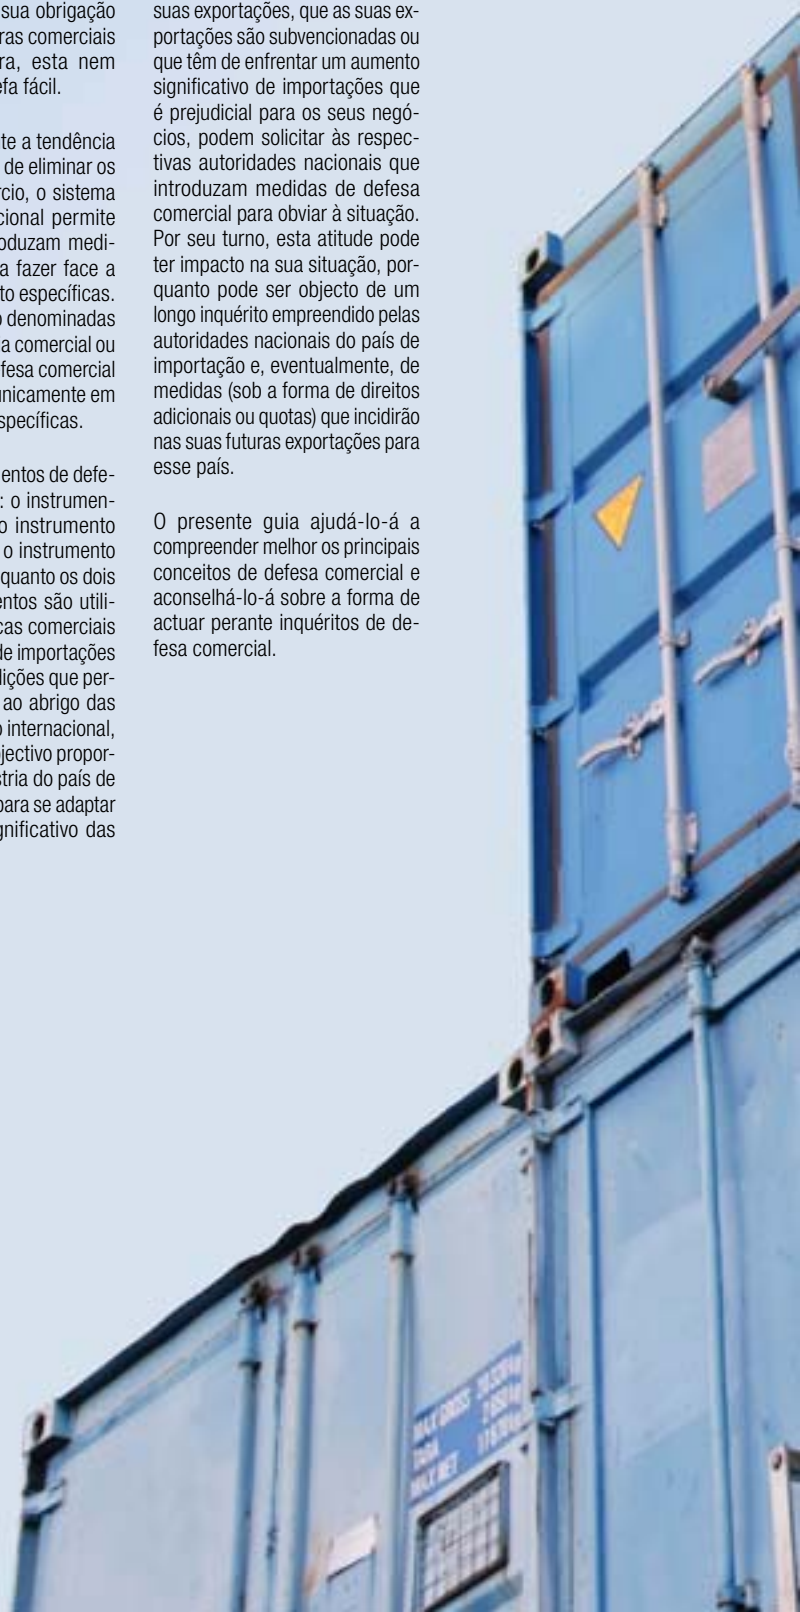 sua obrigação
ras comerciais
ra, esta nem
efa fácil.
te a tendência
de eliminar os
rcio, o sistema
cional permite
oduzam medi-
a fazer face a
to específicas.
o denominadas
a comercial ou
fesa comercial
unicamente em
specíficas.
entos de defe-
: o instrumen-
o instrumento
o instrumento
quanto os dois
entos são utili-
cas comerciais
de importações
dições que per-
ao abrigo das
o internacional,
jectivo propor-
stria do país de
para se adaptar
gnificativo das
suas exportações, que as suas ex-
portações são subvencionadas ou
que têm de enfrentar um aumento
significativo de importações que
é prejudicial para os seus negó-
cios, podem solicitar às respec-
tivas autoridades nacionais que
introduzam medidas de defesa
comercial para obviar à situação.
Por seu turno, esta atitude pode
ter impacto na sua situação, por-
quanto pode ser objecto de um
longo inquérito empreendido pelas
autoridades nacionais do país de
importação e, eventualmente, de
medidas (sob a forma de direitos
adicionais ou quotas) que incidirão
nas suas futuras exportações para
esse país.
O presente guia ajudá-lo-á a
compreender melhor os principais
conceitos de defesa comercial e
aconselhá-lo-á sobre a forma de
actuar perante inquéritos de de-
fesa comercial.
MAX GROSS
TARA
MAX NET